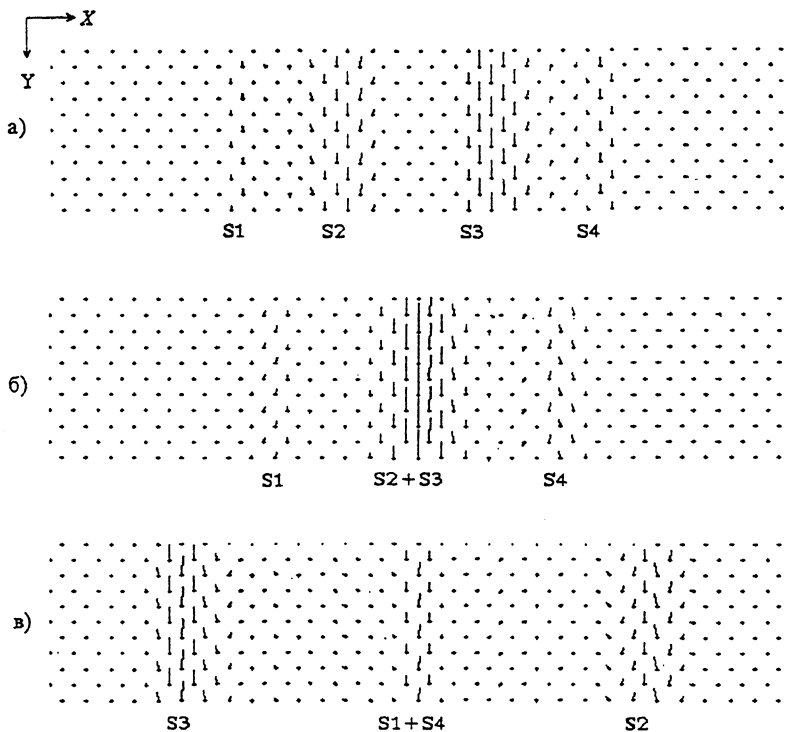 X
Y
а)
S1 S2 S3 S4
б)
S1 S2+S3 S4
в)
S3 S1+S4 S2